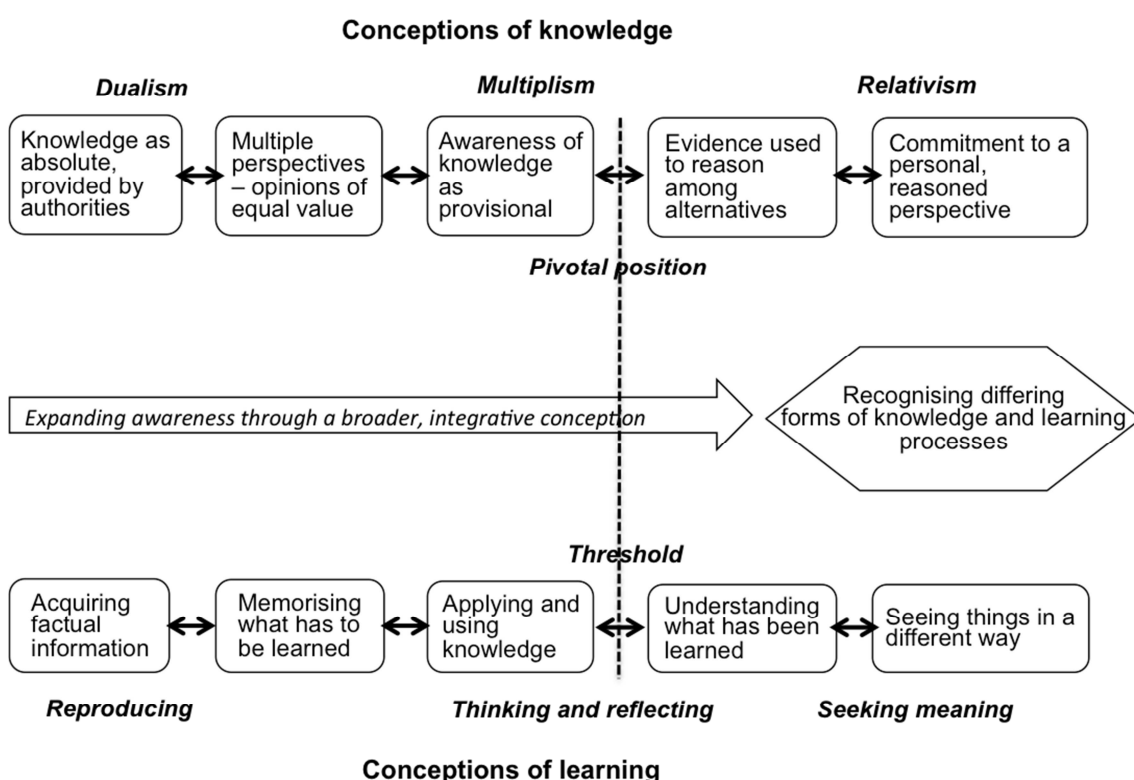 Conceptions of knowledge
Dualism
Multiplism
Relativism
Knowledge as
absolute,
provided by
authorities
Multiple
perspectives
– opinions of
equal value
Awareness of
knowledge
as
provisional
Evidence used
to reason
among
alternatives
Commitment to a
personal,
reasoned
perspective
Pivotal position
Expanding awareness through a broader, integrative conception
Recognising differing
forms of knowledge and learning
processes
Threshold
Acquiring
factual
information
Memorising
what has to
be learned
Applying and
using
knowledge
Understanding
what has been
learned
Seeing things in a
different way
Reproducing
Thinking and reflecting
Seeking meaning
Conceptions of learning